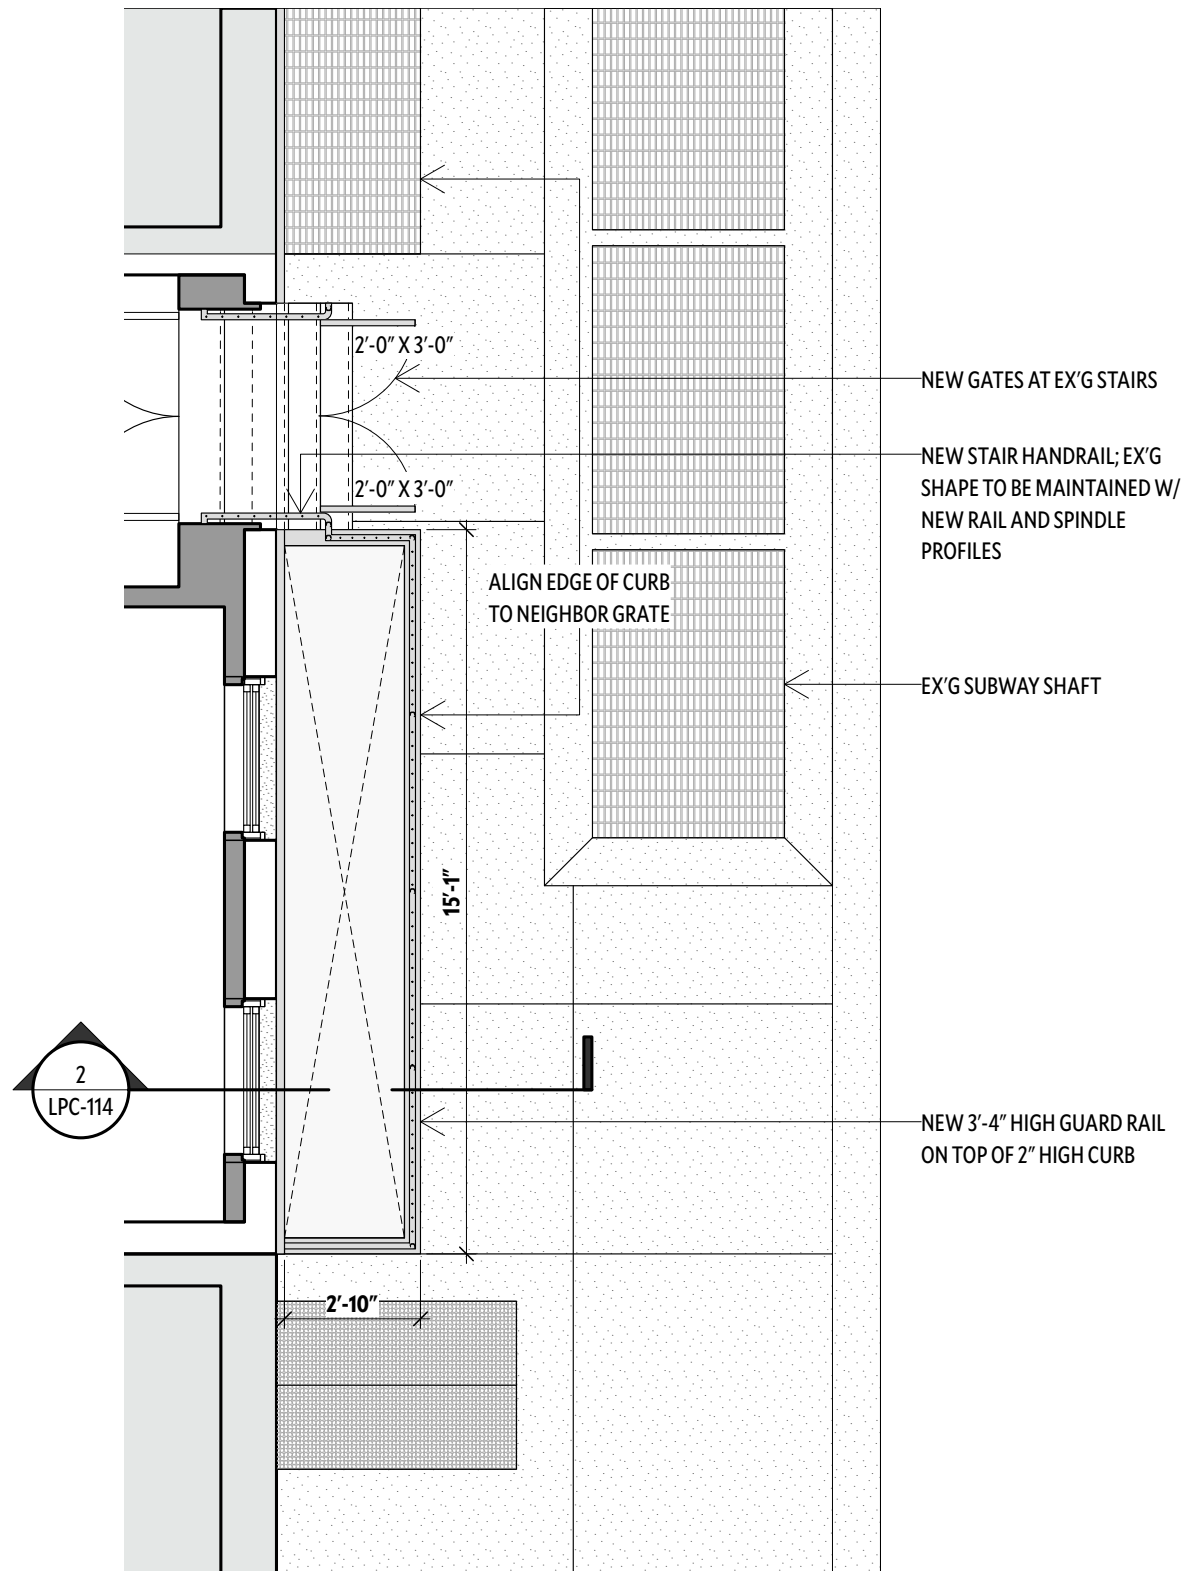 2’-0” X 3’-0”
NEW GATES AT EX’G STAIRS
2’-0” X 3’-0”
NEW STAIR HANDRAIL; EX’G
SHAPE TO BE MAINTAINED W/
NEW RAIL AND SPINDLE
PROFILES
ALIGN EDGE OF CURB
TO NEIGHBOR GRATE
EX’G SUBWAY SHAFT
15’-1”
2
LPC-114
NEW 3’-4” HIGH GUARD RAIL
ON TOP OF 2” HIGH CURB
2’-10”